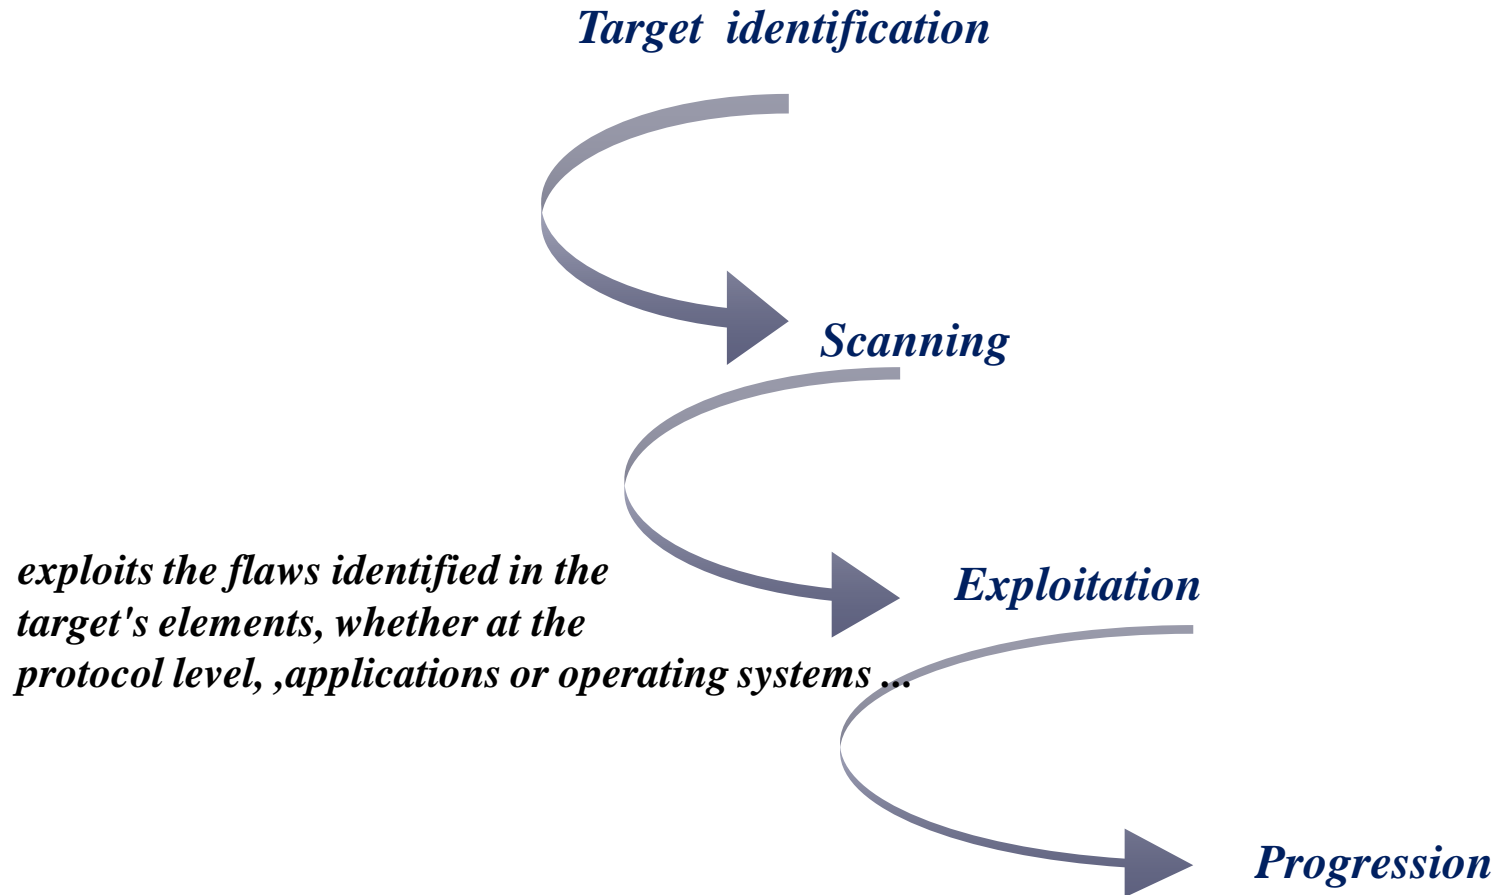 Target identification
Scanning
Exploitation
exploits the flaws identified in the
target's elements, whether at the
protocol level, ,applications or operating systems ...
Progression